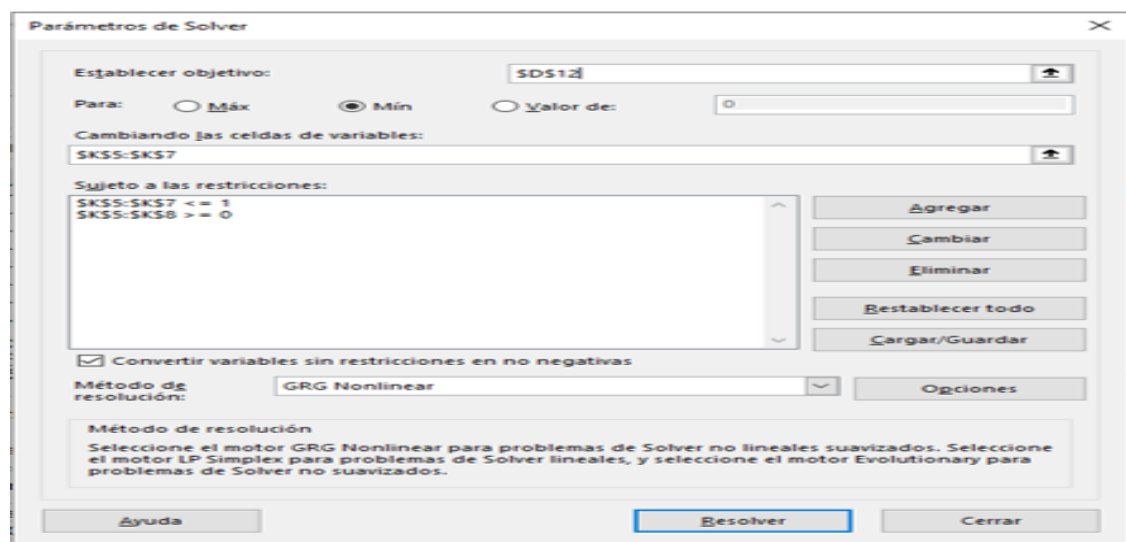 Parámetros de Solver
Establecer objetivo: $D$12
Para: Máx Mín Valor de: 0
Cambiando las celdas de variables:
$K$5:$K$7
Sujeto a las restricciones:
$K$5:$K$7 <= 1
$K$5:$K$8 >= 0
Agregar
Cambiar
Eliminar
Restablecer todo
Cargar/Guardar
Convertir variables sin restricciones en no negativas
Método de
resolución:
GRG Nonlinear
Opciones
Método de resolución
Seleccione el motor GRG Nonlinear para problemas de Solver no lineales suavizados. Seleccione
el motor LP Simplex para problemas de Solver lineales, y seleccione el motor Evolutionary para
problemas de Solver no suavizados.
Ayuda Resolver Cerrar